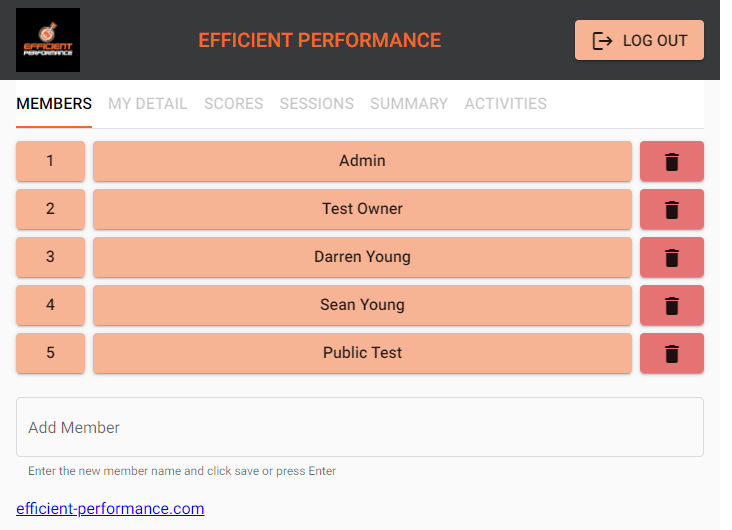 EFFICIENT
PERFORMANCE
EFFICIENT PERFORMANCE
LOG OUT
MEMBERS MY DETAIL SCORES SESSIONS SUMMARY ACTIVITIES
1 Admin
2 Test Owner
3 Darren Young
4 Sean Young
5 Public Test
Add Member
Enter the new member name and click save or press Enter
efficient-performance.com